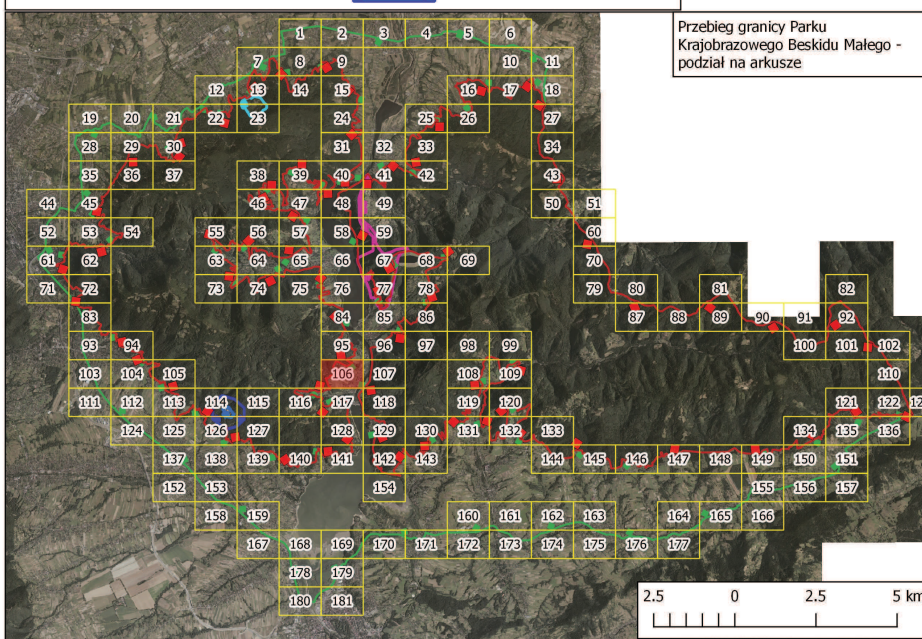 Przebieg granicy Parku
Krajobrazowego Beskidu Małego -
podział na arkusze
1 2 3 4 5 6
7 8 9 10 11
12 13 14 15 16 17 18
19 20 21 22 23 24 25 26 27
28 29 30 31 32 33 34
35 36 37 38 39 40 41 42 43
44 45 46 47 48 49 50 51
52 53 54 55 56 57 58 59 60
61 62 63 64 65 66 67 68 69 70
71 72 73 74 75 76 77 78 79 80 81 82
83 84 85 86 87 88 89 90 91 92
93 94 95 96 97 98 99 100 101 102
103 104 105 106 107 108 109 110
111 112 113 114 115 116 117 118 119 120 121 122
124 125 126 127 128 129 130 131 132 133 134 135 136
137 138 139 140 141 142 143 144 145 146 147 148 149 150 151
152 153 154 155 156 157
158 159 160 161 162 163 164 165 166
167 168 169 170 171 172 173 174 175 176 177
178 179
180 181
2.5 0 2.5 5 km